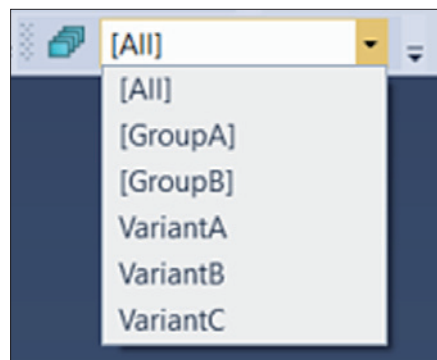 [All]
[All]
[GroupA]
[GroupB]
VariantA
VariantB
VariantC